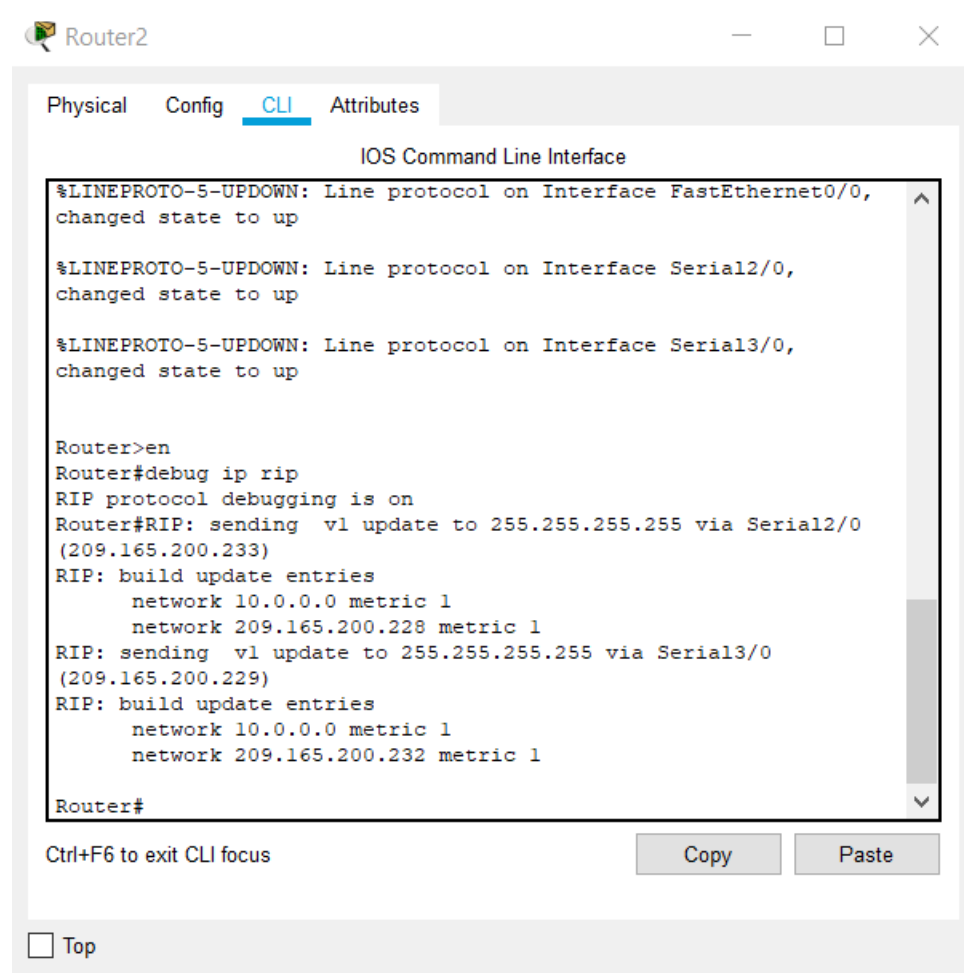 Router2
Physical Config CLI Attributes
IOS Command Line Interface
%LINEPROTO-5-UPDOWN: Line protocol on Interface FastEthernet0/0,
changed state to up
%LINEPROTO-5-UPDOWN: Line protocol on Interface Serial2/0,
changed state to up
%LINEPROTO-5-UPDOWN: Line protocol on Interface Serial3/0,
changed state to up
Router>en
Router#debug ip rip
RIP protocol debugging is on
Router#RIP: sending  v1 update to 255.255.255.255 via Serial2/0
(209.165.200.233)
RIP: build update entries
      network 10.0.0.0 metric 1
      network 209.165.200.228 metric 1
RIP: sending  v1 update to 255.255.255.255 via Serial3/0
(209.165.200.229)
RIP: build update entries
      network 10.0.0.0 metric 1
      network 209.165.200.232 metric 1
Router#
Ctrl+F6 to exit CLI focus
Copy
Paste
Top